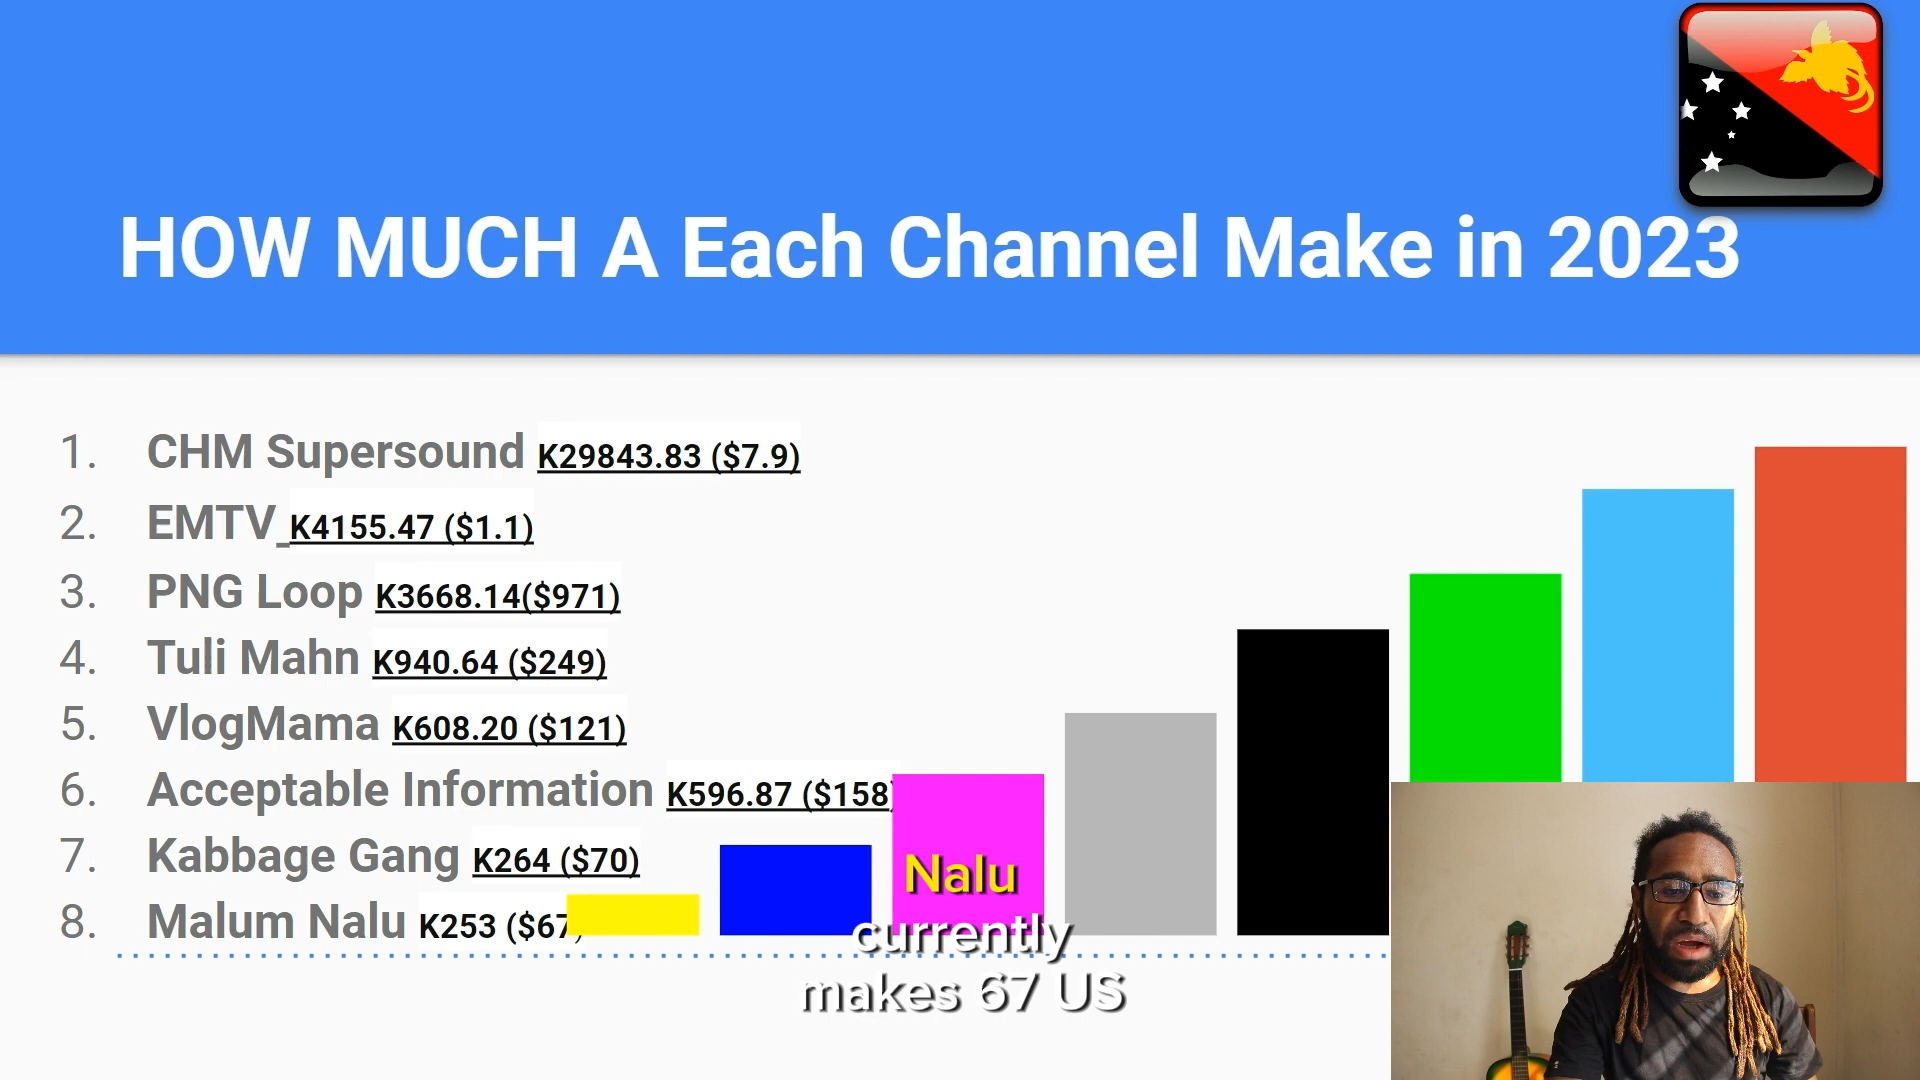 HOW MUCH A Each Channel Make in 2023
1. CHM Supersound K29843.83 ($7.9)
2. EMTV_K4155.47 ($1.1)
3. PNG Loop K3668.14($971)
4. Tuli Mahn K940.64 ($249)
5. VlogMama K608.20 ($121)
6. Acceptable Information K596.87 ($158)
7. Kabbage Gang K264 ($70)
8. Malum Nalu K253 ($67)
Nalu
currently
makes 67 US